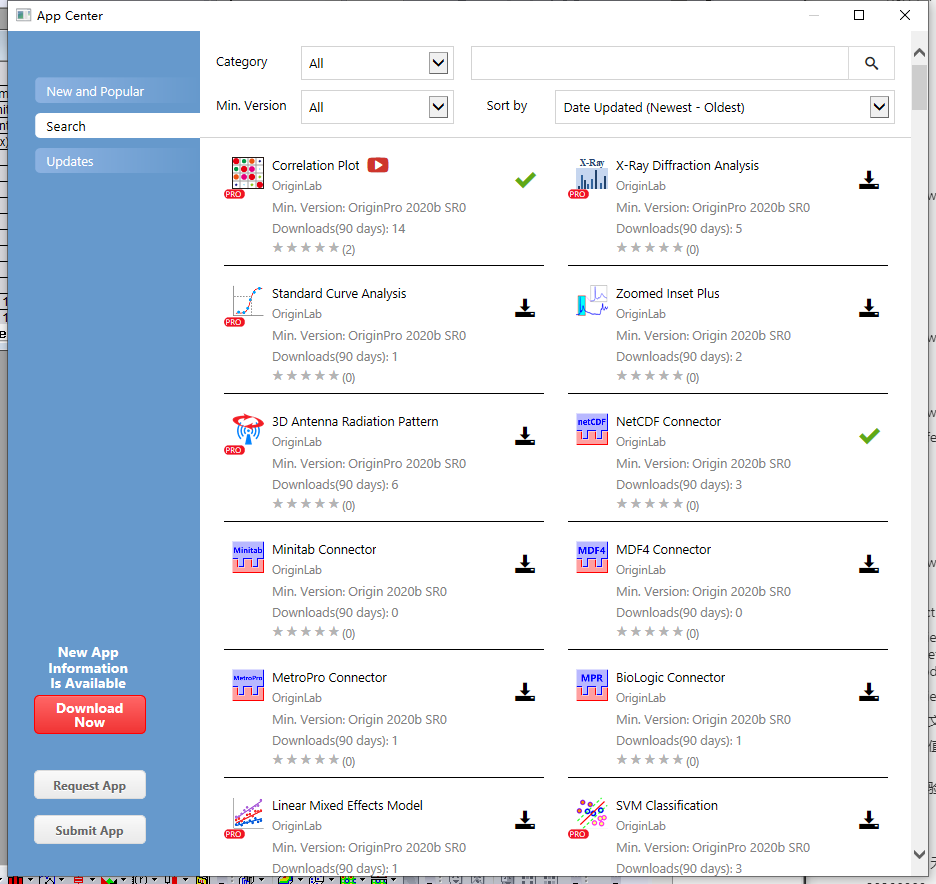 App Center
Category
All
Min. Version
All
Sort by
Date Updated (Newest - Oldest)
New and Popular
Search
Updates
PRO
Correlation Plot
OriginLab
Min. Version: OriginPro 2020b SR0
Downloads(90 days): 14
(2)
X-Ray
PRO
X-Ray Diffraction Analysis
OriginLab
Min. Version: OriginPro 2020b SR0
Downloads(90 days): 5
(0)
PRO
Standard Curve Analysis
OriginLab
Min. Version: OriginPro 2020b SR0
Downloads(90 days): 1
(0)
Zoomed Inset Plus
OriginLab
Min. Version: Origin 2020b SR0
Downloads(90 days): 2
(0)
PRO
3D Antenna Radiation Pattern
OriginLab
Min. Version: OriginPro 2020b SR0
Downloads(90 days): 6
(0)
netCDF
NetCDF Connector
OriginLab
Min. Version: Origin 2020b SR0
Downloads(90 days): 3
(0)
Minitab
Minitab Connector
OriginLab
Min. Version: Origin 2020b SR0
Downloads(90 days): 0
(0)
MDF4
MDF4 Connector
OriginLab
Min. Version: Origin 2020b SR0
Downloads(90 days): 0
(0)
MetroPro
MetroPro Connector
OriginLab
Min. Version: Origin 2020b SR0
Downloads(90 days): 1
(0)
MPR
BioLogic Connector
OriginLab
Min. Version: Origin 2020b SR0
Downloads(90 days): 1
(0)
PRO
Linear Mixed Effects Model
OriginLab
Min. Version: OriginPro 2020b SR0
Downloads(90 days): 1
PRO
SVM Classification
OriginLab
Min. Version: OriginPro 2020b SR0
Downloads(90 days): 3
New App
Information
Is Available
Download
Now
Request App
Submit App